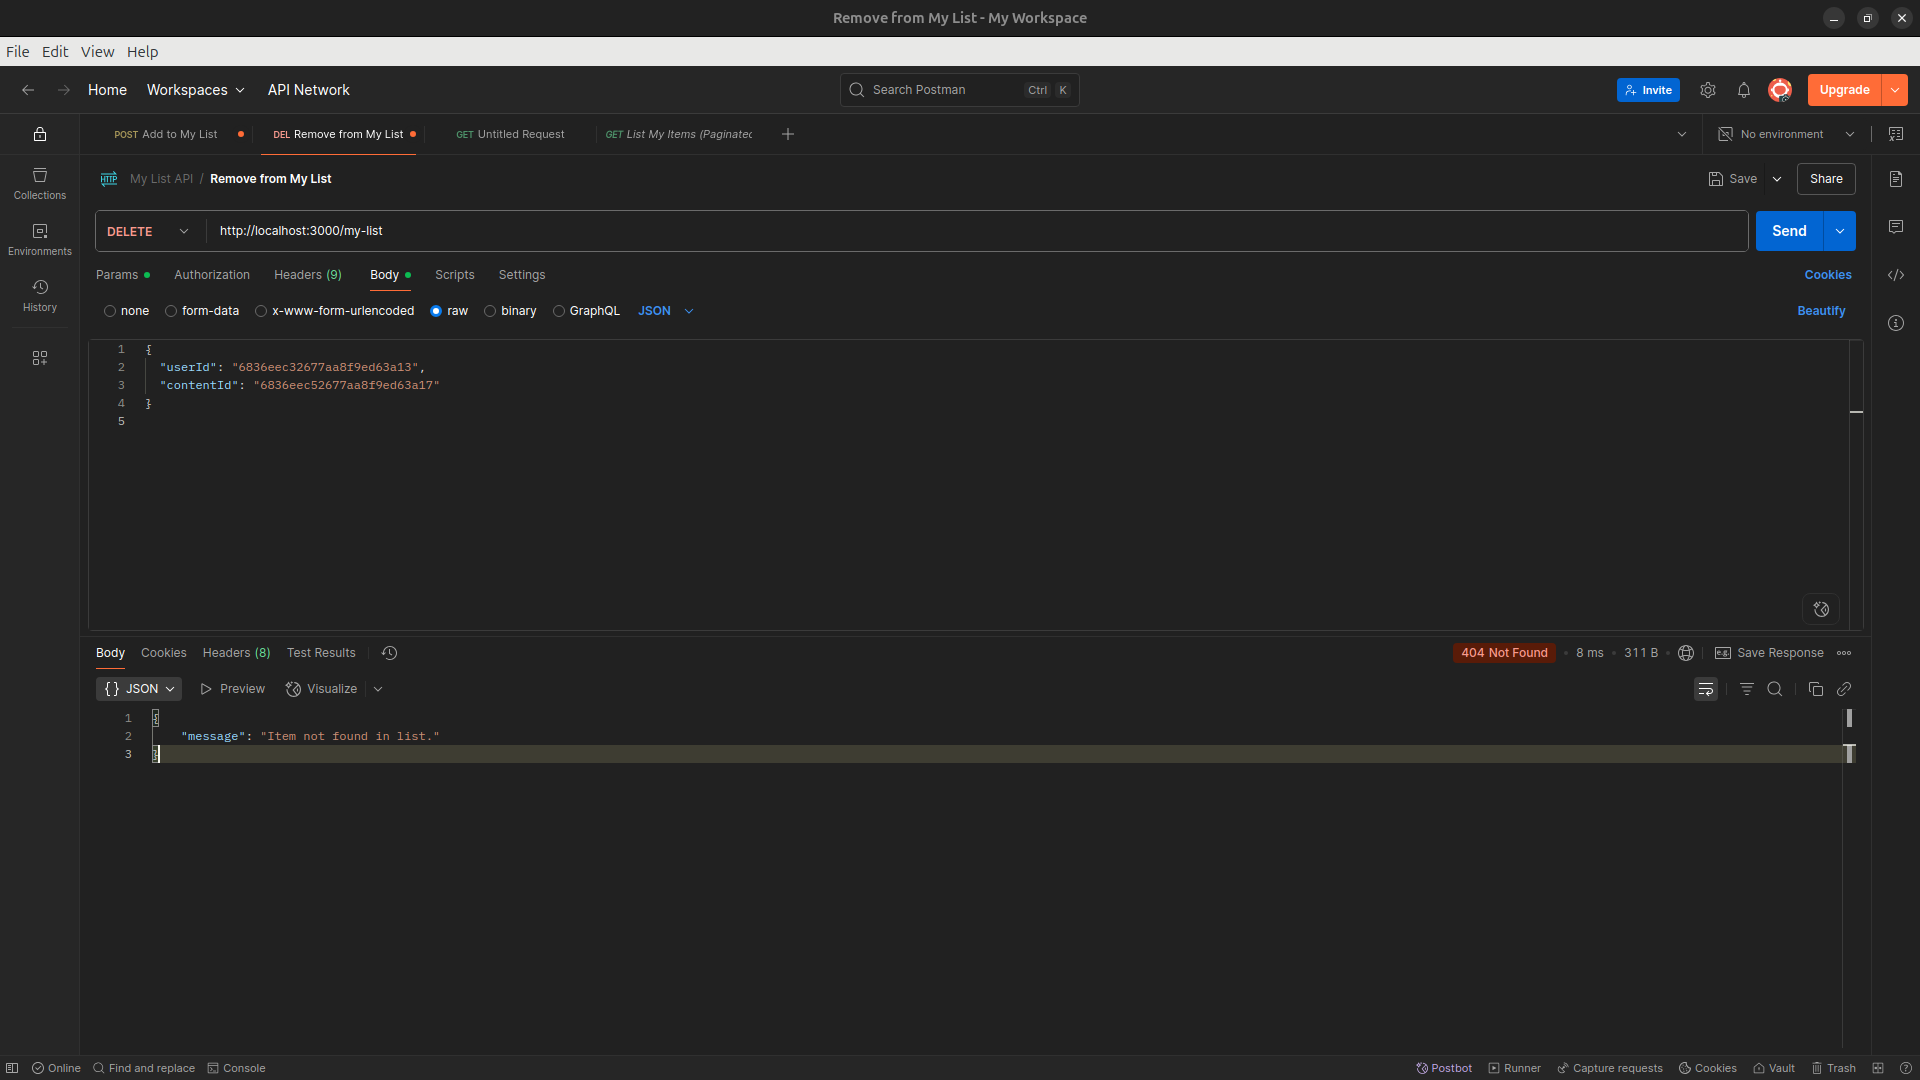 Remove from My List - My Workspace
File Edit View Help
Home Workspaces API Network Search Postman Ctrl K Invite Upgrade
POST Add to My List DEL Remove from My List GET Untitled Request GET List My Items (Paginated No environment
My List API / Remove from My List Save Share
DELETE http://localhost:3000/my-list Send
Params Authorization Headers (9) Body Scripts Settings Cookies
none form-data x-www-form-urlencoded raw binary GraphQL JSON Beautify
Collections
Environments
History
1 {
2 "userId": "6836eec32677aa8f9ed63a13",
3 "contentId": "6836eec52677aa8f9ed63a17"
4 }
5
Body Cookies Headers (8) Test Results 404 Not Found • 8 ms • 311 B • e.g. Save Response
{} JSON Preview Visualize
1 {
2 "message": "Item not found in list."
3 }
Online Find and replace Console Postbot Runner Capture requests Cookies Vault Trash